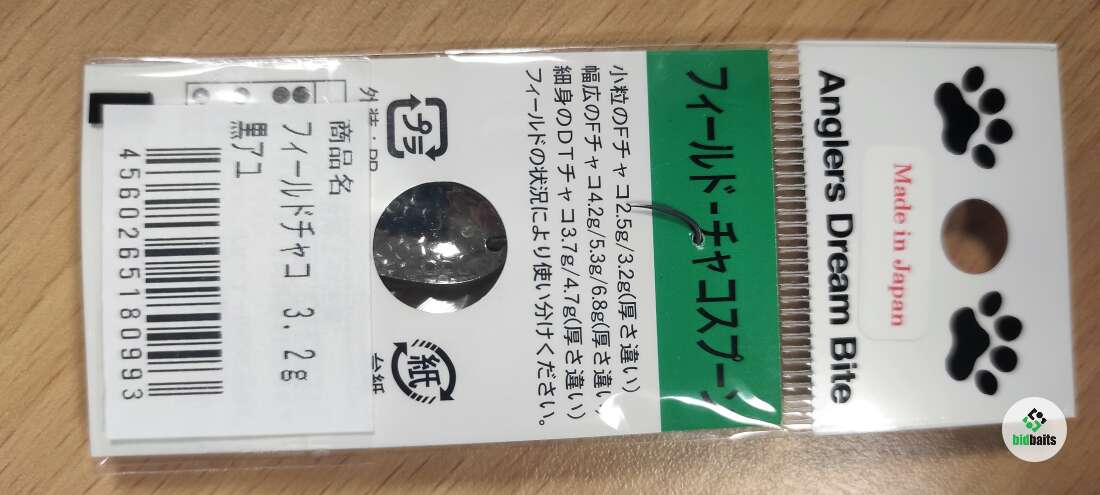 Anglers Dream Bite
Made in Japan
フィールド-チャコスプーン
小粒のFチャコ2.5g/3.2g(厚さ違い)
幅広のFチャコ4.2g/5.3g/6.8g(厚さ違い
細身のDTチャコ3.7g/4.7g(厚さ違い)
フィールドの状況により使い分けください。
プラ
紙
外装:PP
台紙
商品名
フィールドチャコ 3.2g
黒アユ
4560265180993
bidbaits